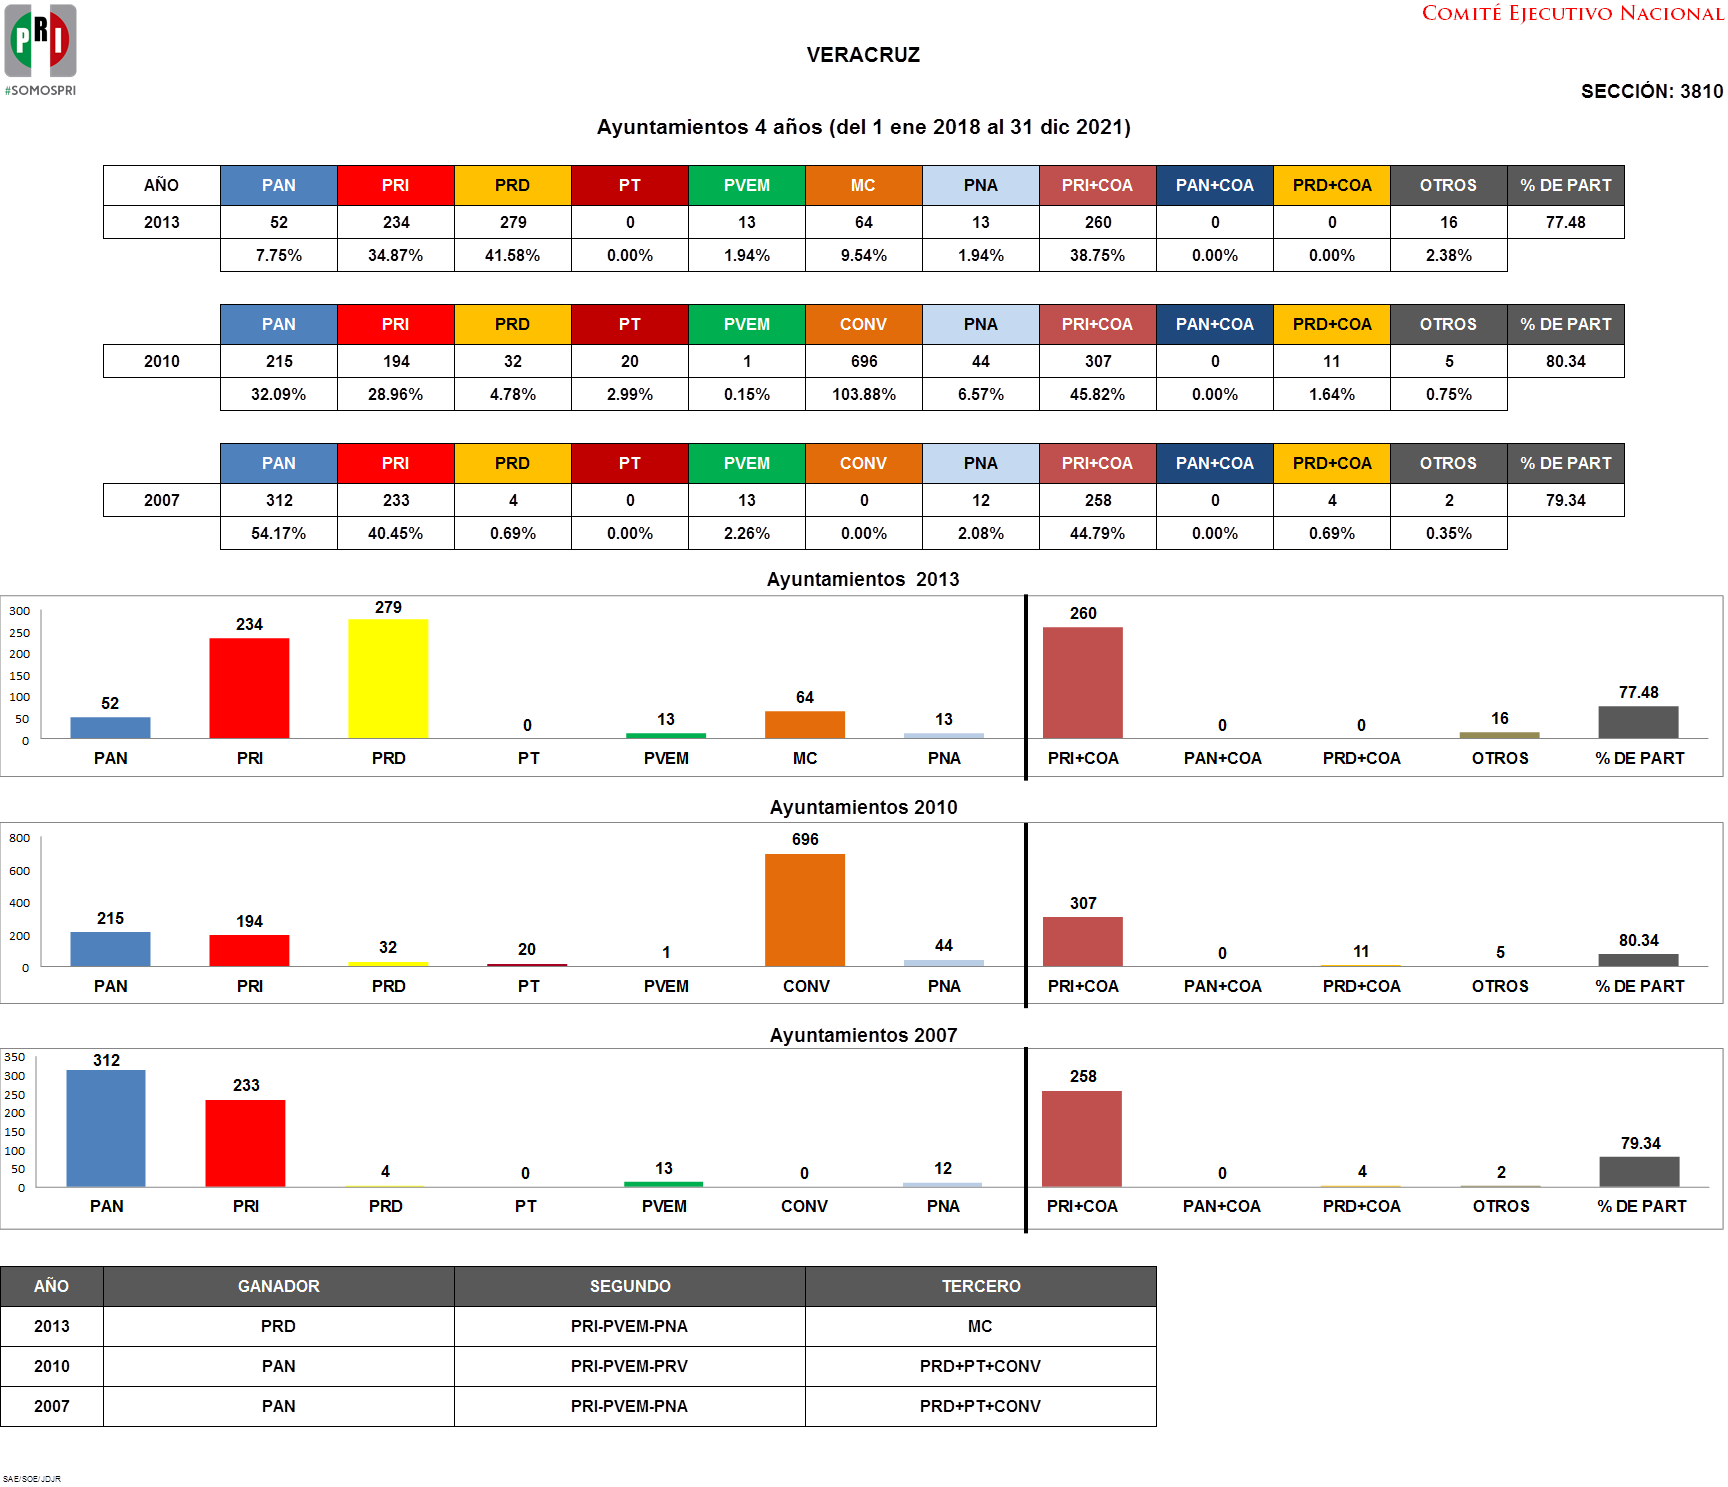 PRI
#SOMOSPRI
COMITÉ EJECUTIVO NACIONAL
VERACRUZ
SECCIÓN: 3810
Ayuntamientos 4 años (del 1 ene 2018 al 31 dic 2021)
AÑO PAN PRI PRD PT PVEM MC PNA PRI+COA PAN+COA PRD+COA OTROS % DE PART
2013 52 234 279 0 13 64 13 260 0 0 16 77.48
7.75% 34.87% 41.58% 0.00% 1.94% 9.54% 1.94% 38.75% 0.00% 0.00% 2.38%
PAN PRI PRD PT PVEM CONV PNA PRI+COA PAN+COA PRD+COA OTROS % DE PART
2010 215 194 32 20 1 696 44 307 0 11 5 80.34
32.09% 28.96% 4.78% 2.99% 0.15% 103.88% 6.57% 45.82% 0.00% 1.64% 0.75%
PAN PRI PRD PT PVEM CONV PNA PRI+COA PAN+COA PRD+COA OTROS % DE PART
2007 312 233 4 0 13 0 12 258 0 4 2 79.34
54.17% 40.45% 0.69% 0.00% 2.26% 0.00% 2.08% 44.79% 0.00% 0.69% 0.35%
Ayuntamientos 2013
300
250
200
150
100
50
0
52 234 279 0 13 64 13 260 0 0 16 77.48
PAN PRI PRD PT PVEM MC PNA PRI+COA PAN+COA PRD+COA OTROS % DE PART
Ayuntamientos 2010
800
600
400
200
0
215 194 32 20 1 696 44 307 0 11 5 80.34
PAN PRI PRD PT PVEM CONV PNA PRI+COA PAN+COA PRD+COA OTROS % DE PART
Ayuntamientos 2007
350
300
250
200
150
100
50
0
312 233 4 0 13 0 12 258 0 4 2 79.34
PAN PRI PRD PT PVEM CONV PNA PRI+COA PAN+COA PRD+COA OTROS % DE PART
AÑO GANADOR SEGUNDO TERCERO
2013 PRD PRI-PVEM-PNA MC
2010 PAN PRI-PVEM-PRV PRD+PT+CONV
2007 PAN PRI-PVEM-PNA PRD+PT+CONV
SAE/SOE/JDJR